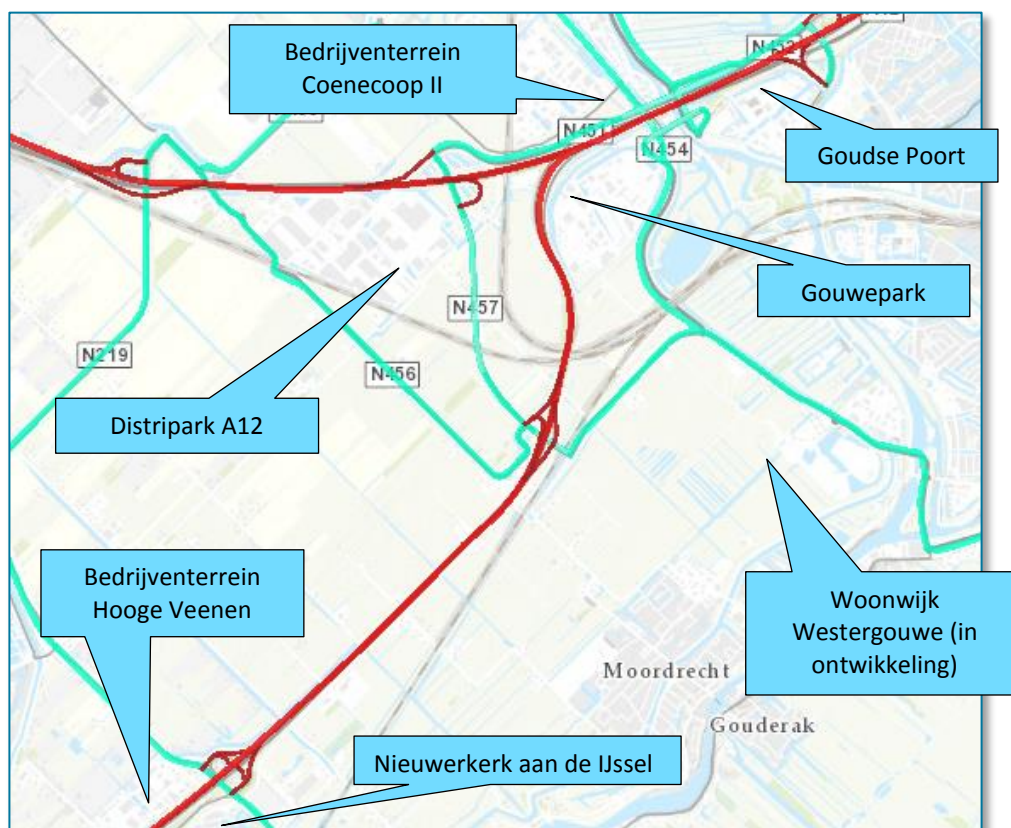 Bedrijventerrein
Coenecoop II
N452
N451
N454
Goudse Poort
Gouwepark
N457
N219
N456
Distripark A12
Bedrijventerrein
Hooge Veenen
Woonwijk
Westergouwe (in
ontwikkeling)
Moordrecht
Gouderak
Nieuwerkerk aan de IJssel